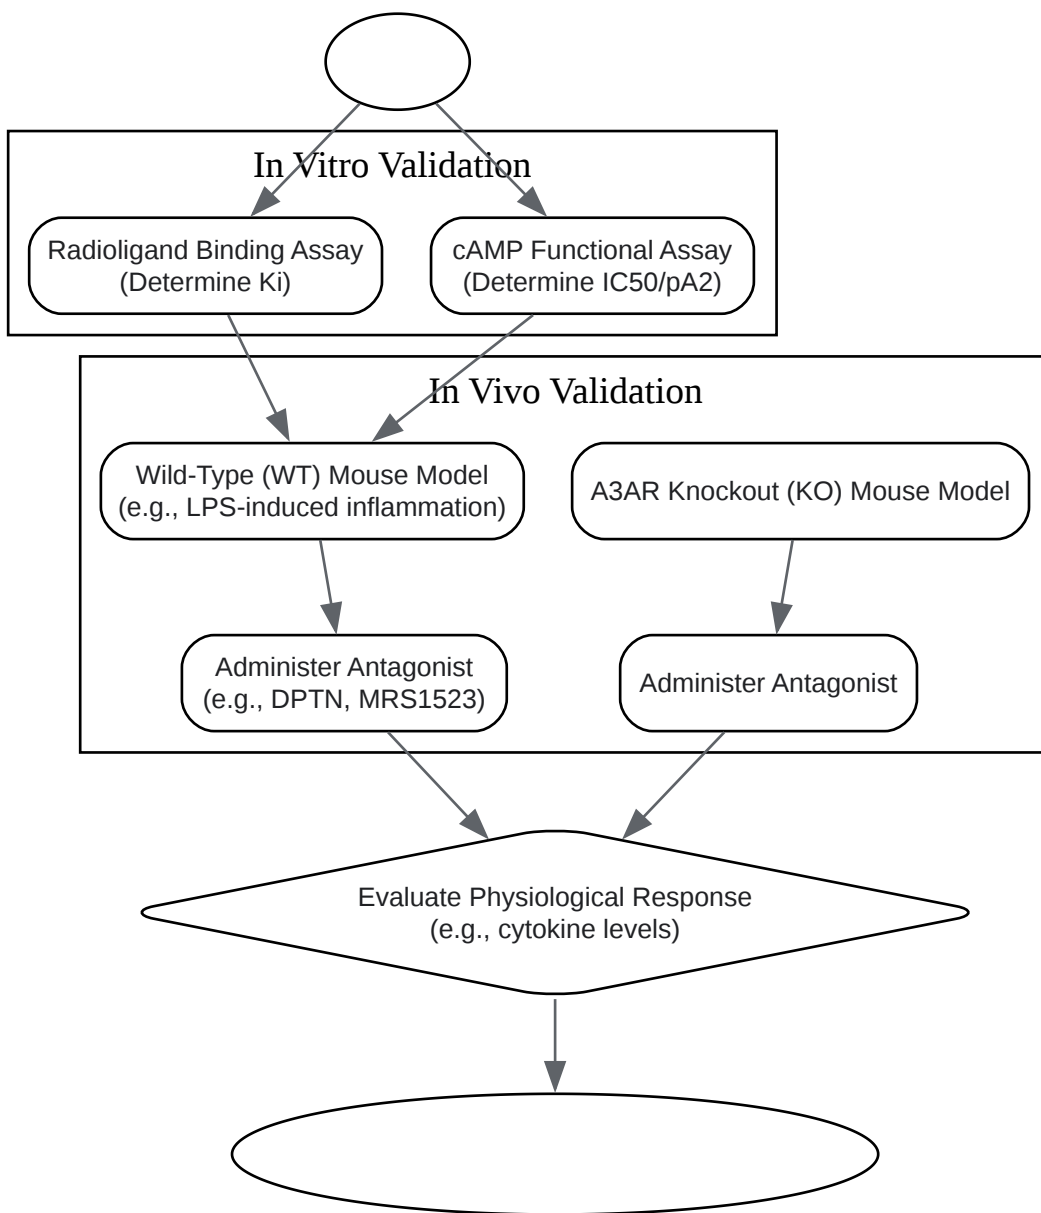 In Vitro Validation
Radioligand Binding Assay
(Determine Ki)
cAMP Functional Assay
(Determine IC50/pA2)
In Vivo Validation
Wild-Type (WT) Mouse Model
(e.g., LPS-induced inflammation)
A3AR Knockout (KO) Mouse Model
Administer Antagonist
(e.g., DPTN, MRS1523)
Administer Antagonist
Evaluate Physiological Response
(e.g., cytokine levels)